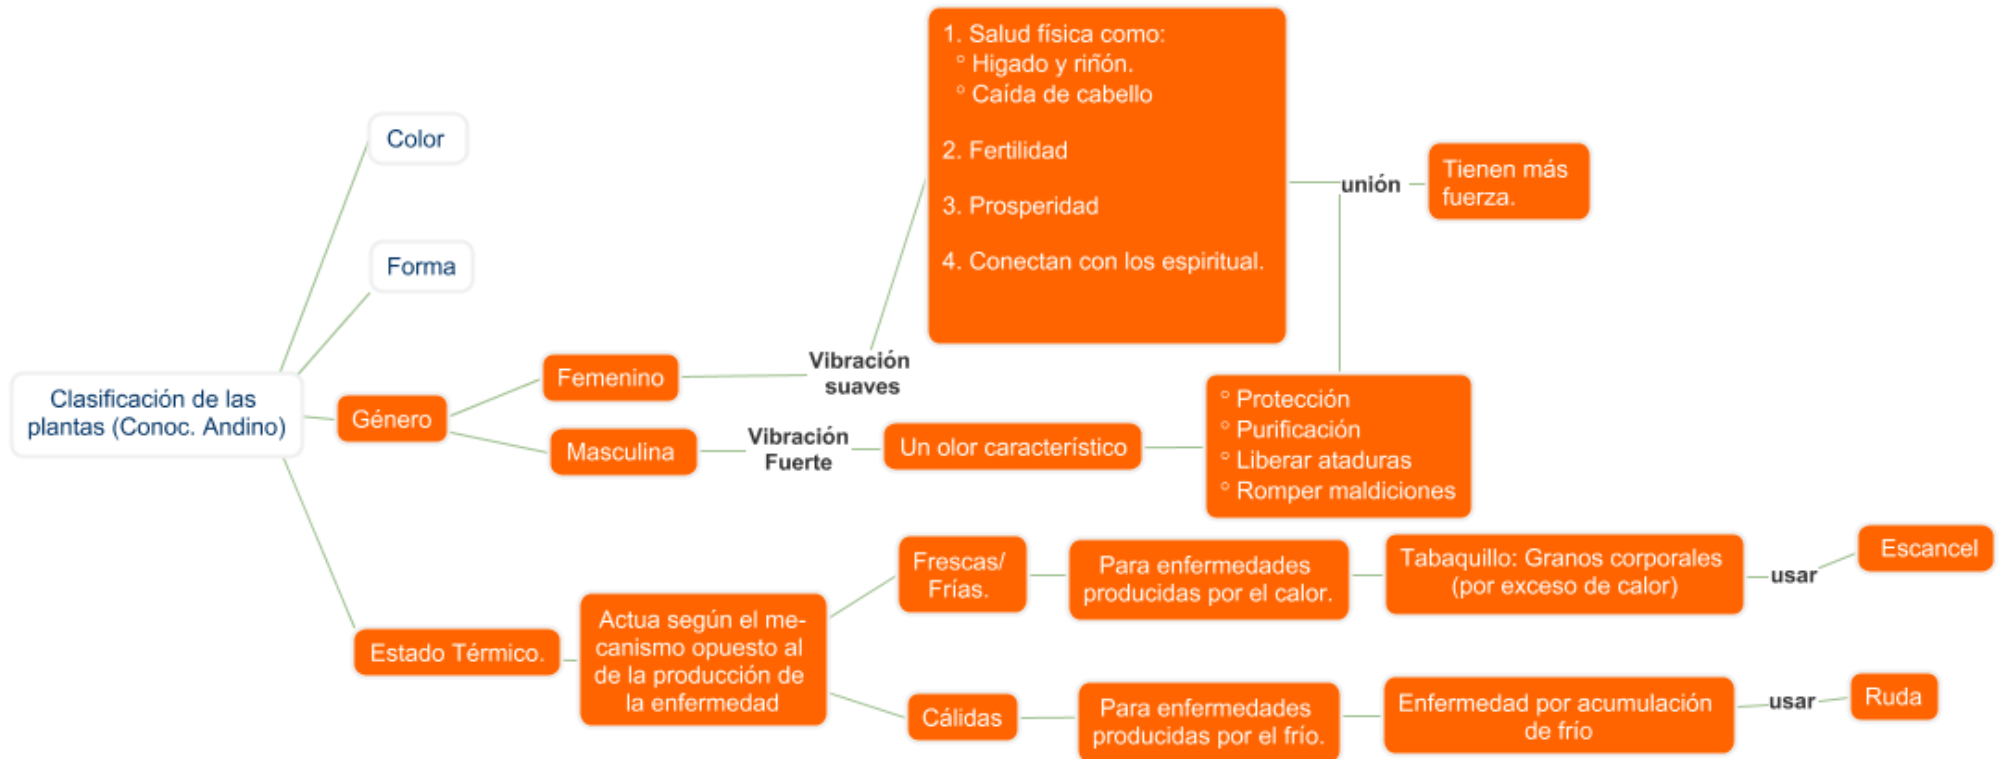 Color
Forma
Clasificación de las
plantas (Conoc. Andino)
Género
Femenino
Vibración
suaves
1. Salud física como:
° Higado y riñón.
° Caída de cabello
2. Fertilidad
3. Prosperidad
4. Conectan con los espiritual.
unión
Tienen más
fuerza.
Masculina
Vibración
Fuerte
Un olor característico
° Protección
° Purificación
° Liberar ataduras
° Romper maldiciones
Estado Térmico.
Actua según el me-
canismo opuesto al
de la producción de
la enfermedad
Frescas/
Frías.
Para enfermedades
producidas por el calor.
Tabaquillo: Granos corporales
(por exceso de calor)
usar
Escancel
Cálidas
Para enfermedades
producidas por el frío.
Enfermedad por acumulación
de frío
usar
Ruda